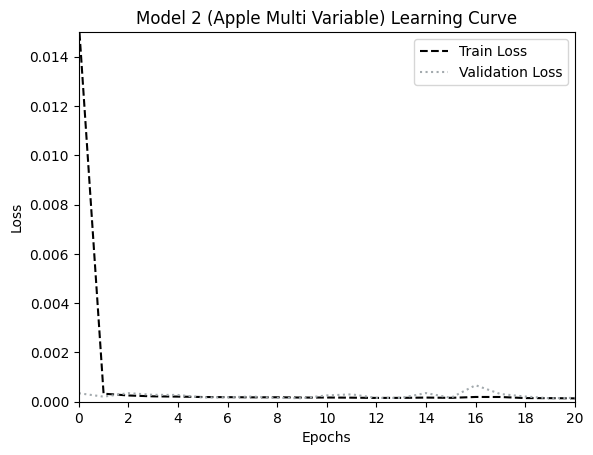 Model 2 (Apple Multi Variable) Learning Curve
Train Loss
Validation Loss
Loss
0.014
0.012
0.010
0.008
0.006
0.004
0.002
0.000
0 2 4 6 8 10 12 14 16 18 20
Epochs